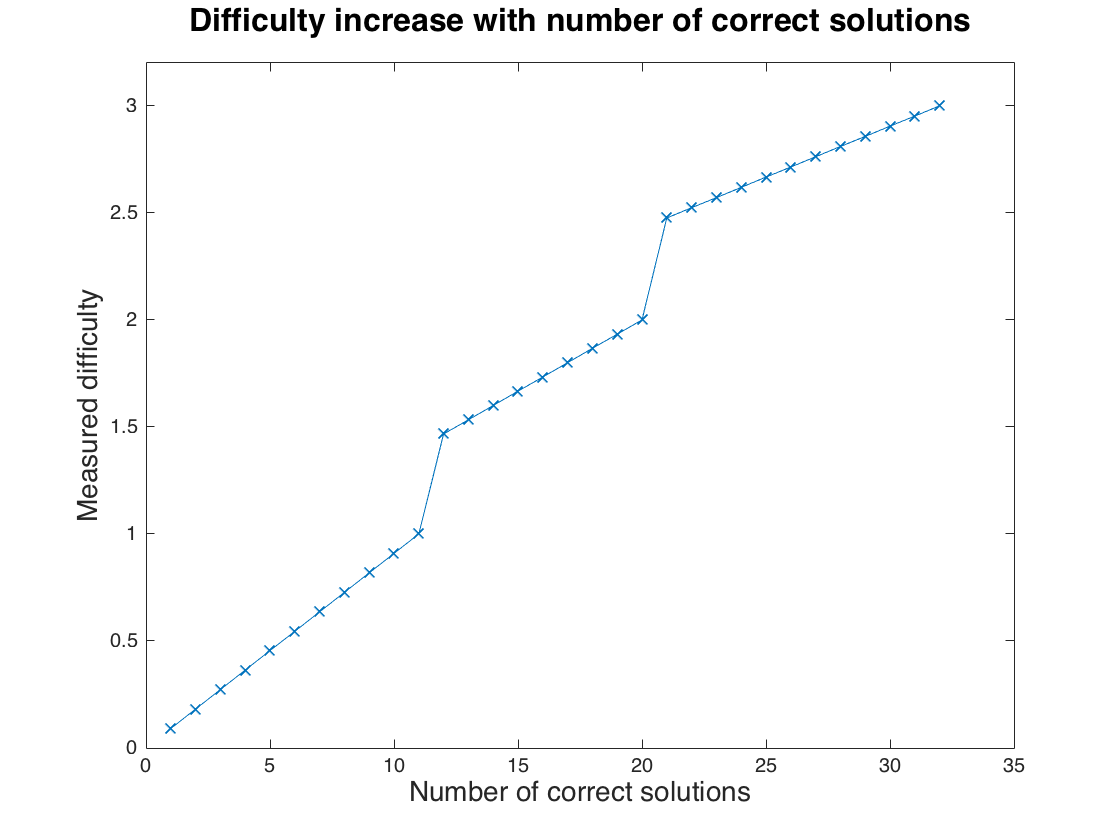 Difficulty increase with number of correct solutions
3
2.5
2
1.5
1
0.5
0
Measured difficulty
0 5 10 15 20 25 30 35
Number of correct solutions